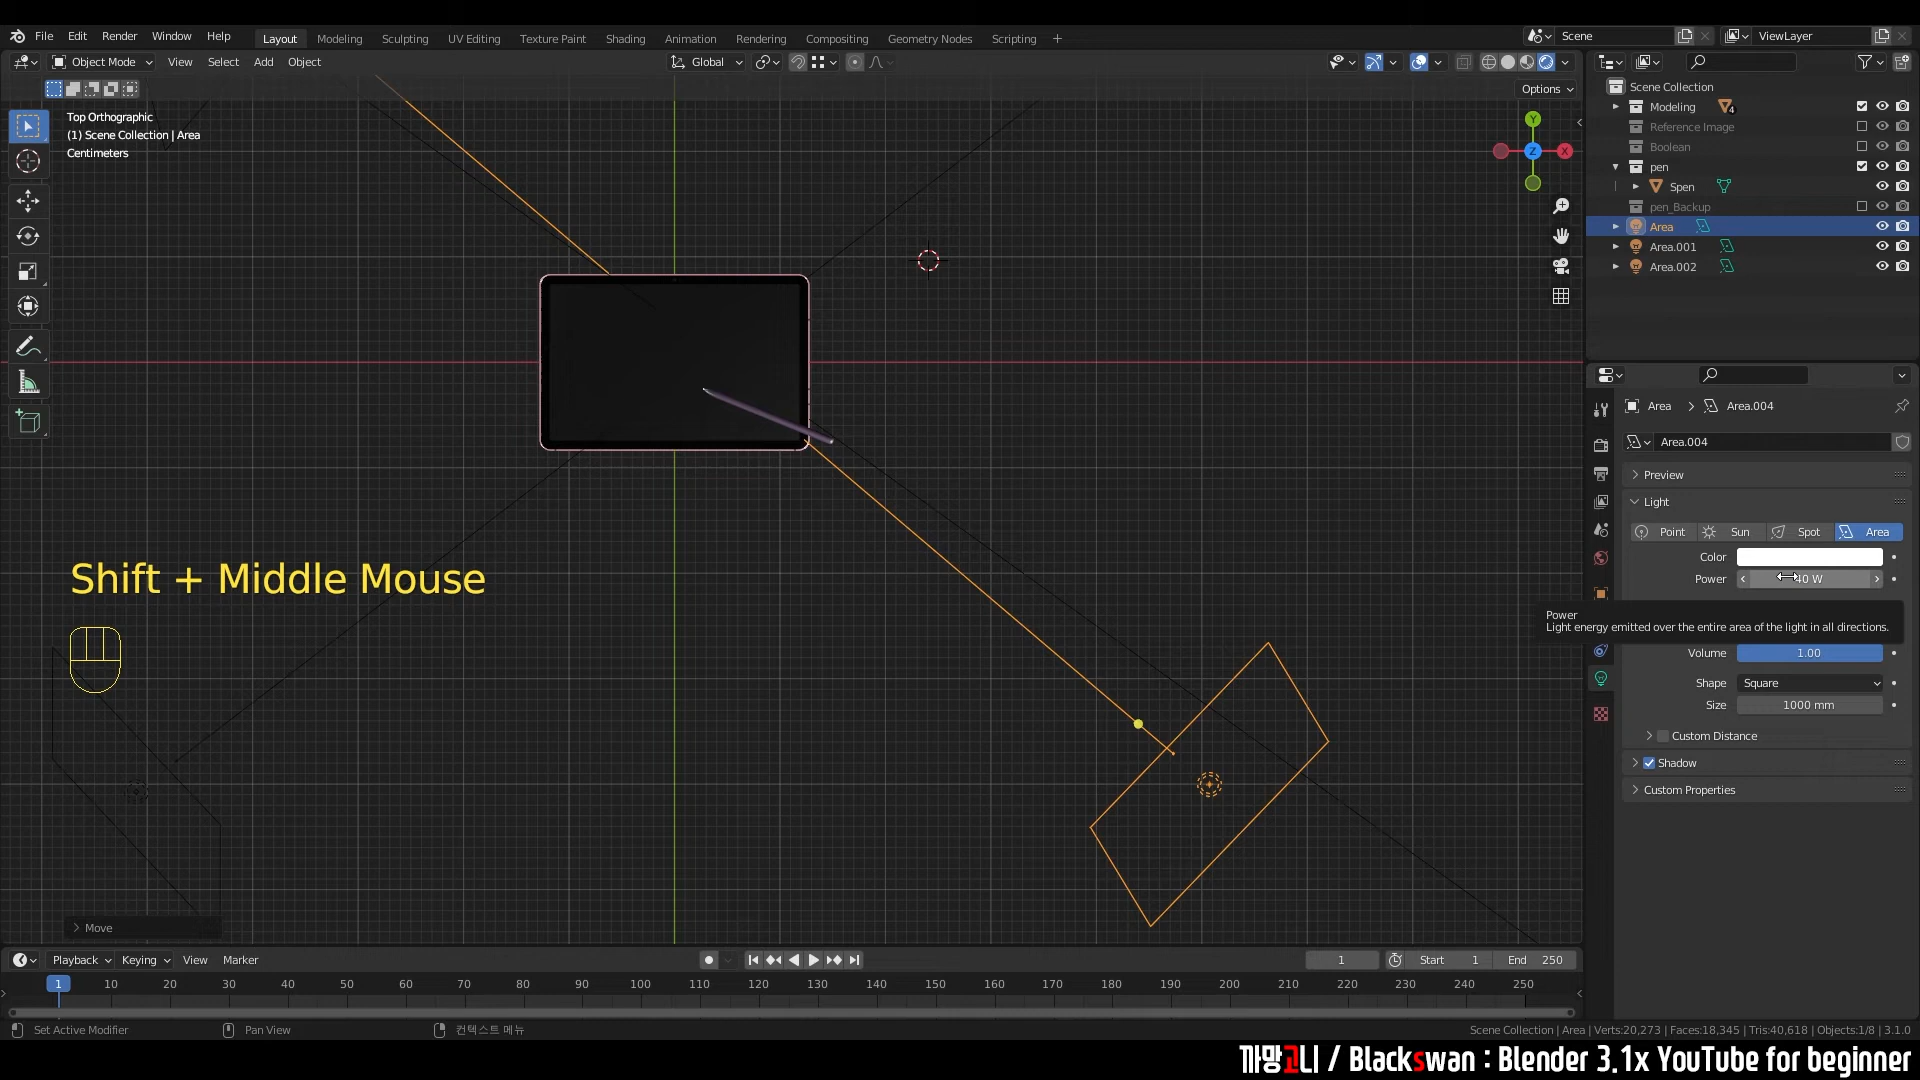 File Edit Render Window Help Layout Modeling Sculpting UV Editing Texture Paint Shading Animation Rendering Compositing Geometry Nodes Scripting + Scene ViewLayer
Object Mode View Select Add Object Global
Options
Top Orthographic
(1) Scene Collection | Area
Centimeters
Y
Z
X
Shift + Middle Mouse
Move
Scene Collection
Modeling 4
Reference Image
Boolean
pen
Spen
pen_Backup
Area
Area.001
Area.002
Area > Area.004
Area.004
Preview
Light
Point Sun Spot Area
Color
Power 40 W
Power
Light energy emitted over the entire area of the light in all directions.
Volume 1.00
Shape Square
Size 1000 mm
Custom Distance
Shadow
Custom Properties
Playback Keying View Marker 1 Start 1 End 250
1 10 20 30 40 50 60 70 80 90 100 110 120 130 140 150 160 170 180 190 200 210 220 230 240 250
Set Active Modifier Pan View 컨텍스트 메뉴 Scene Collection | Area | Verts:20,273 | Faces:18,345 | Tris:40,618 | Objects:1/8 | 3.1.0
까망고니 / Blackswan : Blender 3.1x YouTube for beginner